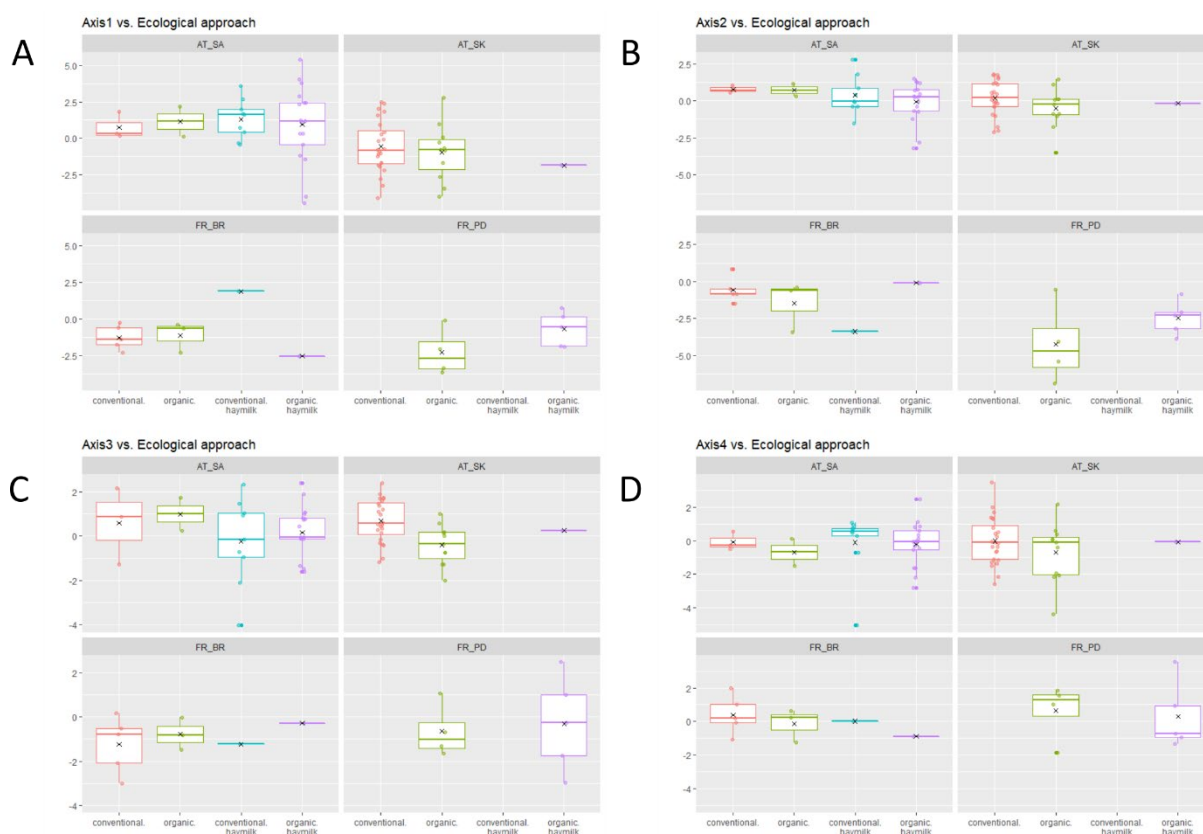 A
Axis1 vs. Ecological approach
AT_SA
AT_SK
5.0
2.5
0.0
-2.5
FR_BR
FR_PD
5.0
2.5
0.0
-2.5
conventional.
organic.
conventional.
haymilk
organic.
haymilk
conventional.
organic.
conventional.
haymilk
organic.
haymilk
B
Axis2 vs. Ecological approach
AT_SA
AT_SK
2.5
0.0
-2.5
-5.0
FR_BR
FR_PD
2.5
0.0
-2.5
-5.0
conventional.
organic.
conventional.
haymilk
organic.
haymilk
conventional.
organic.
conventional.
haymilk
organic.
haymilk
C
Axis3 vs. Ecological approach
AT_SA
AT_SK
2
0
-2
-4
FR_BR
FR_PD
2
0
-2
-4
conventional.
organic.
conventional.
haymilk
organic.
haymilk
conventional.
organic.
conventional.
haymilk
organic.
haymilk
D
Axis4 vs. Ecological approach
AT_SA
AT_SK
2
0
-2
-4
FR_BR
FR_PD
2
0
-2
-4
conventional.
organic.
conventional.
haymilk
organic.
haymilk
conventional.
organic.
conventional.
haymilk
organic.
haymilk